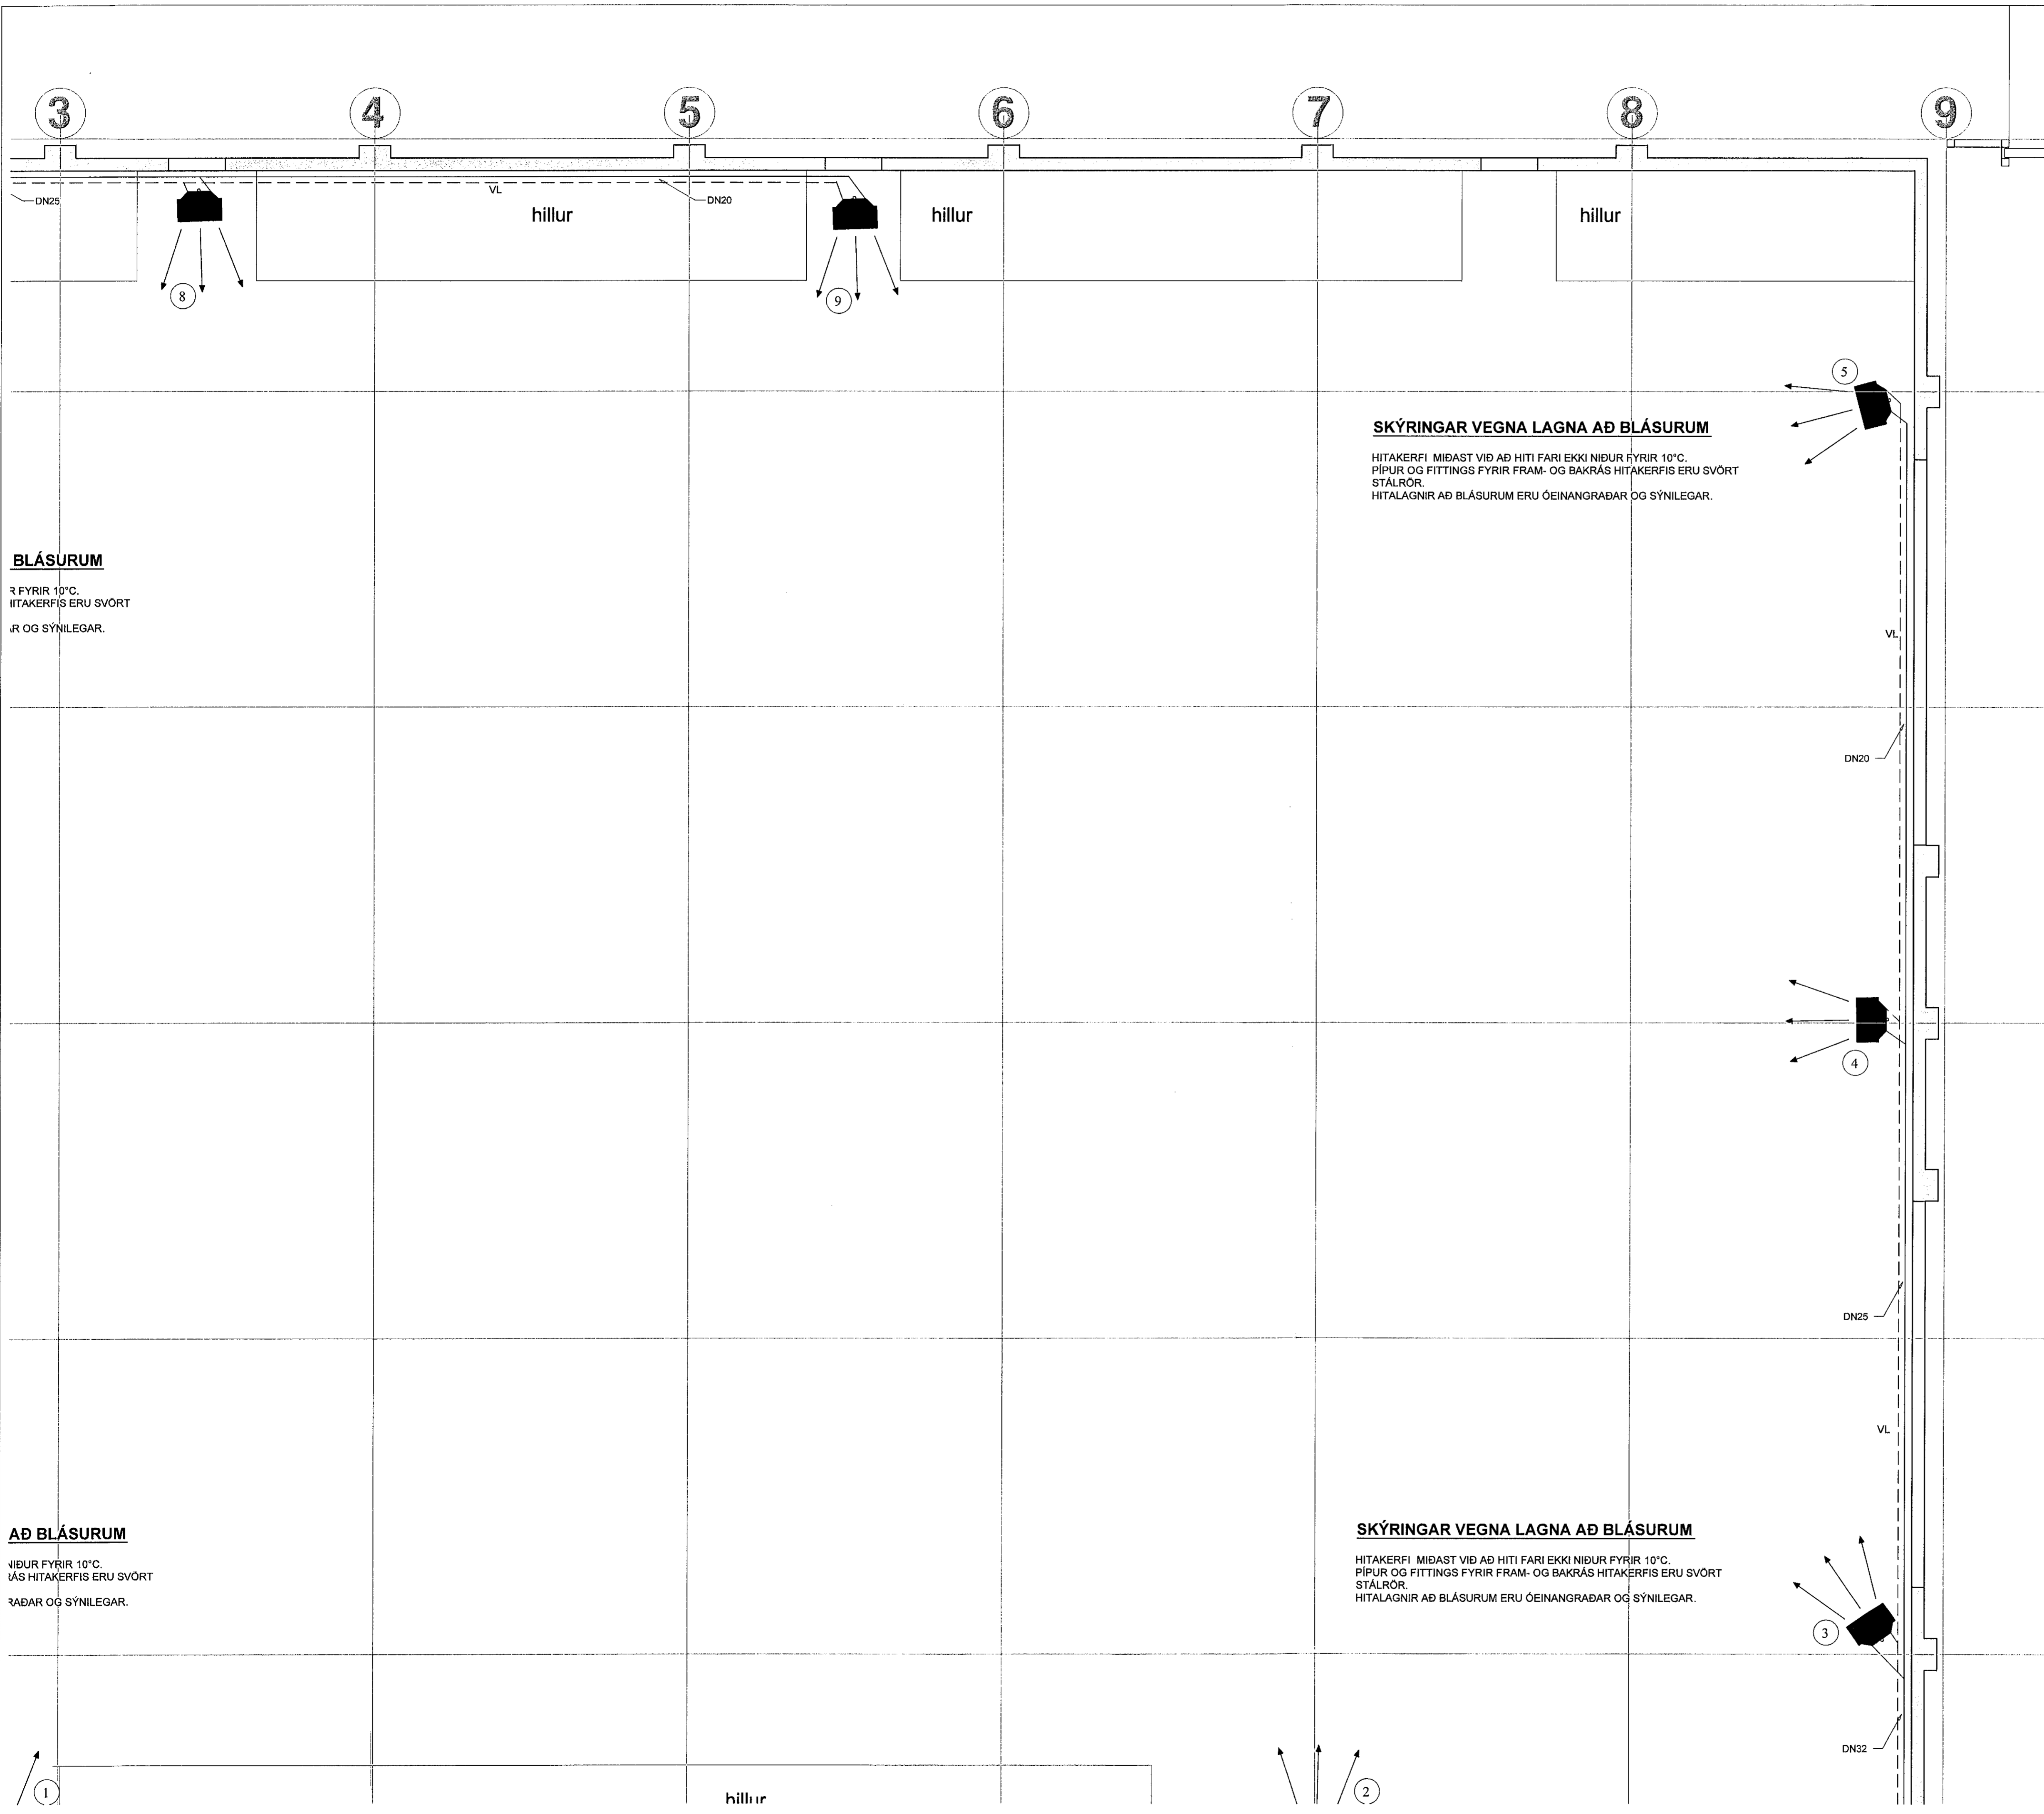 3 4 5 6 7 8 9
DN25
VL
DN20
hillur hillur hillur
8
9
5
SKÝRINGAR VEGNA LAGNA AÐ BLÁSURUM
HITAKERFI MIÐAST VIÐ AÐ HITI FARI EKKI NIÐUR FYRIR 10°C.
PÍPUR OG FITTINGS FYRIR FRAM- OG BAKRÁS HITAKERFIS ERU SVÖRT
STÁLRÖR.
HITALAGNIR AÐ BLÁSURUM ERU ÓEINANGRAÐAR OG SÝNILEGAR.
BLÁSURUM
R FYRIR 10°C.
HITAKERFIS ERU SVÖRT
AR OG SÝNILEGAR.
VL
DN20
4
DN25
VL
AÐ BLÁSURUM
NIÐUR FYRIR 10°C.
RÁS HITAKERFIS ERU SVÖRT
RAÐAR OG SÝNILEGAR.
SKÝRINGAR VEGNA LAGNA AÐ BLÁSURUM
HITAKERFI MIÐAST VIÐ AÐ HITI FARI EKKI NIÐUR FYRIR 10°C.
PÍPUR OG FITTINGS FYRIR FRAM- OG BAKRÁS HITAKERFIS ERU SVÖRT
STÁLRÖR.
HITALAGNIR AÐ BLÁSURUM ERU ÓEINANGRAÐAR OG SÝNILEGAR.
3
DN32
1
hillur
2